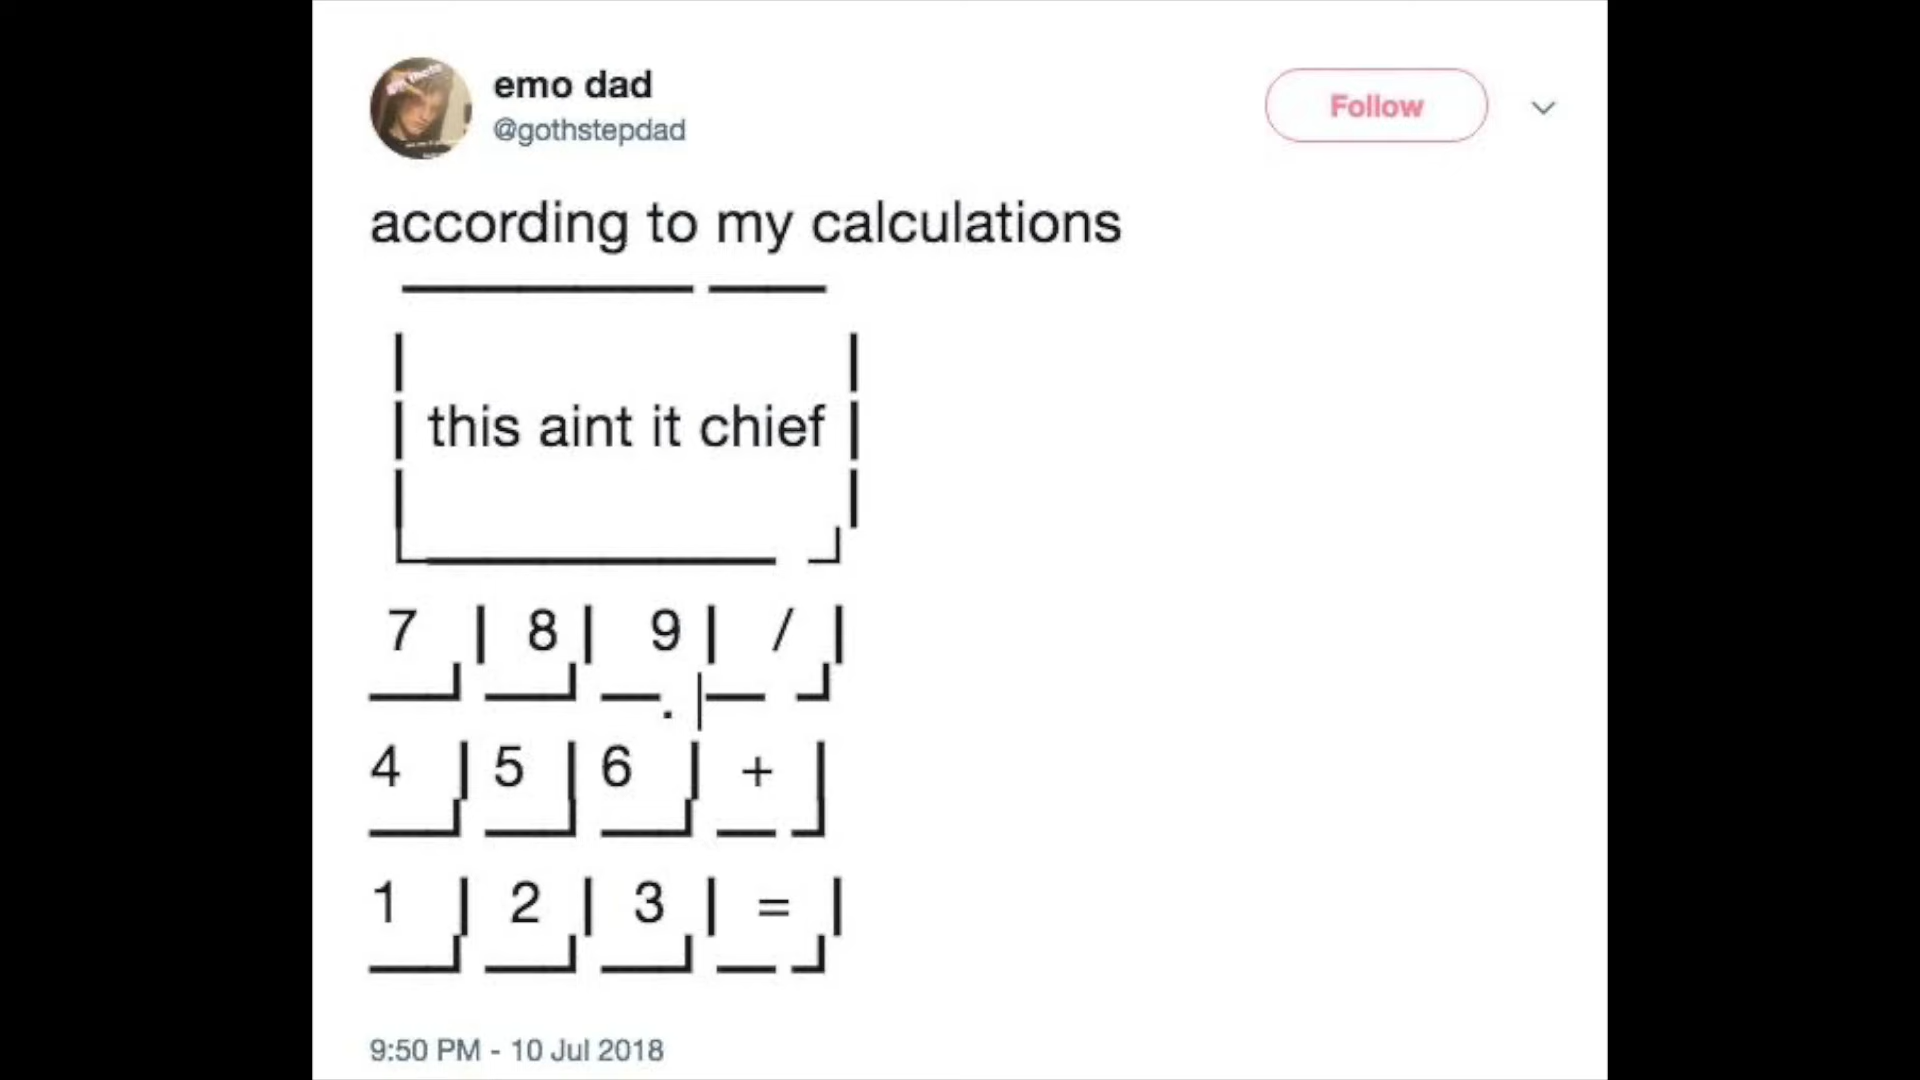 emo dad
@gothstepdad
Follow
according to my calculations
this aint it chief
7 | 8 | 9 | / |
.
4 | 5 | 6 | + |
1 | 2 | 3 | = |
9:50 PM - 10 Jul 2018